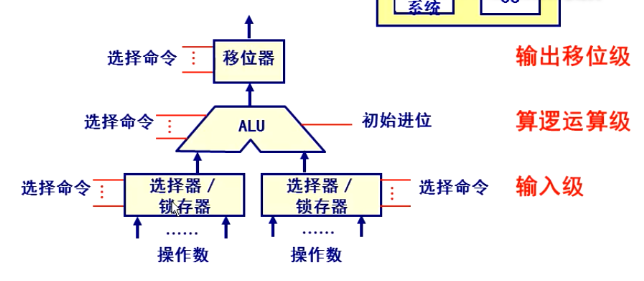 系统
选择命令
移位器
输出移位级
选择命令
ALU
初始进位
算逻运算级
选择命令
选择器 /
锁存器
选择器 /
锁存器
选择命令
输入级
……
……
操作数
操作数